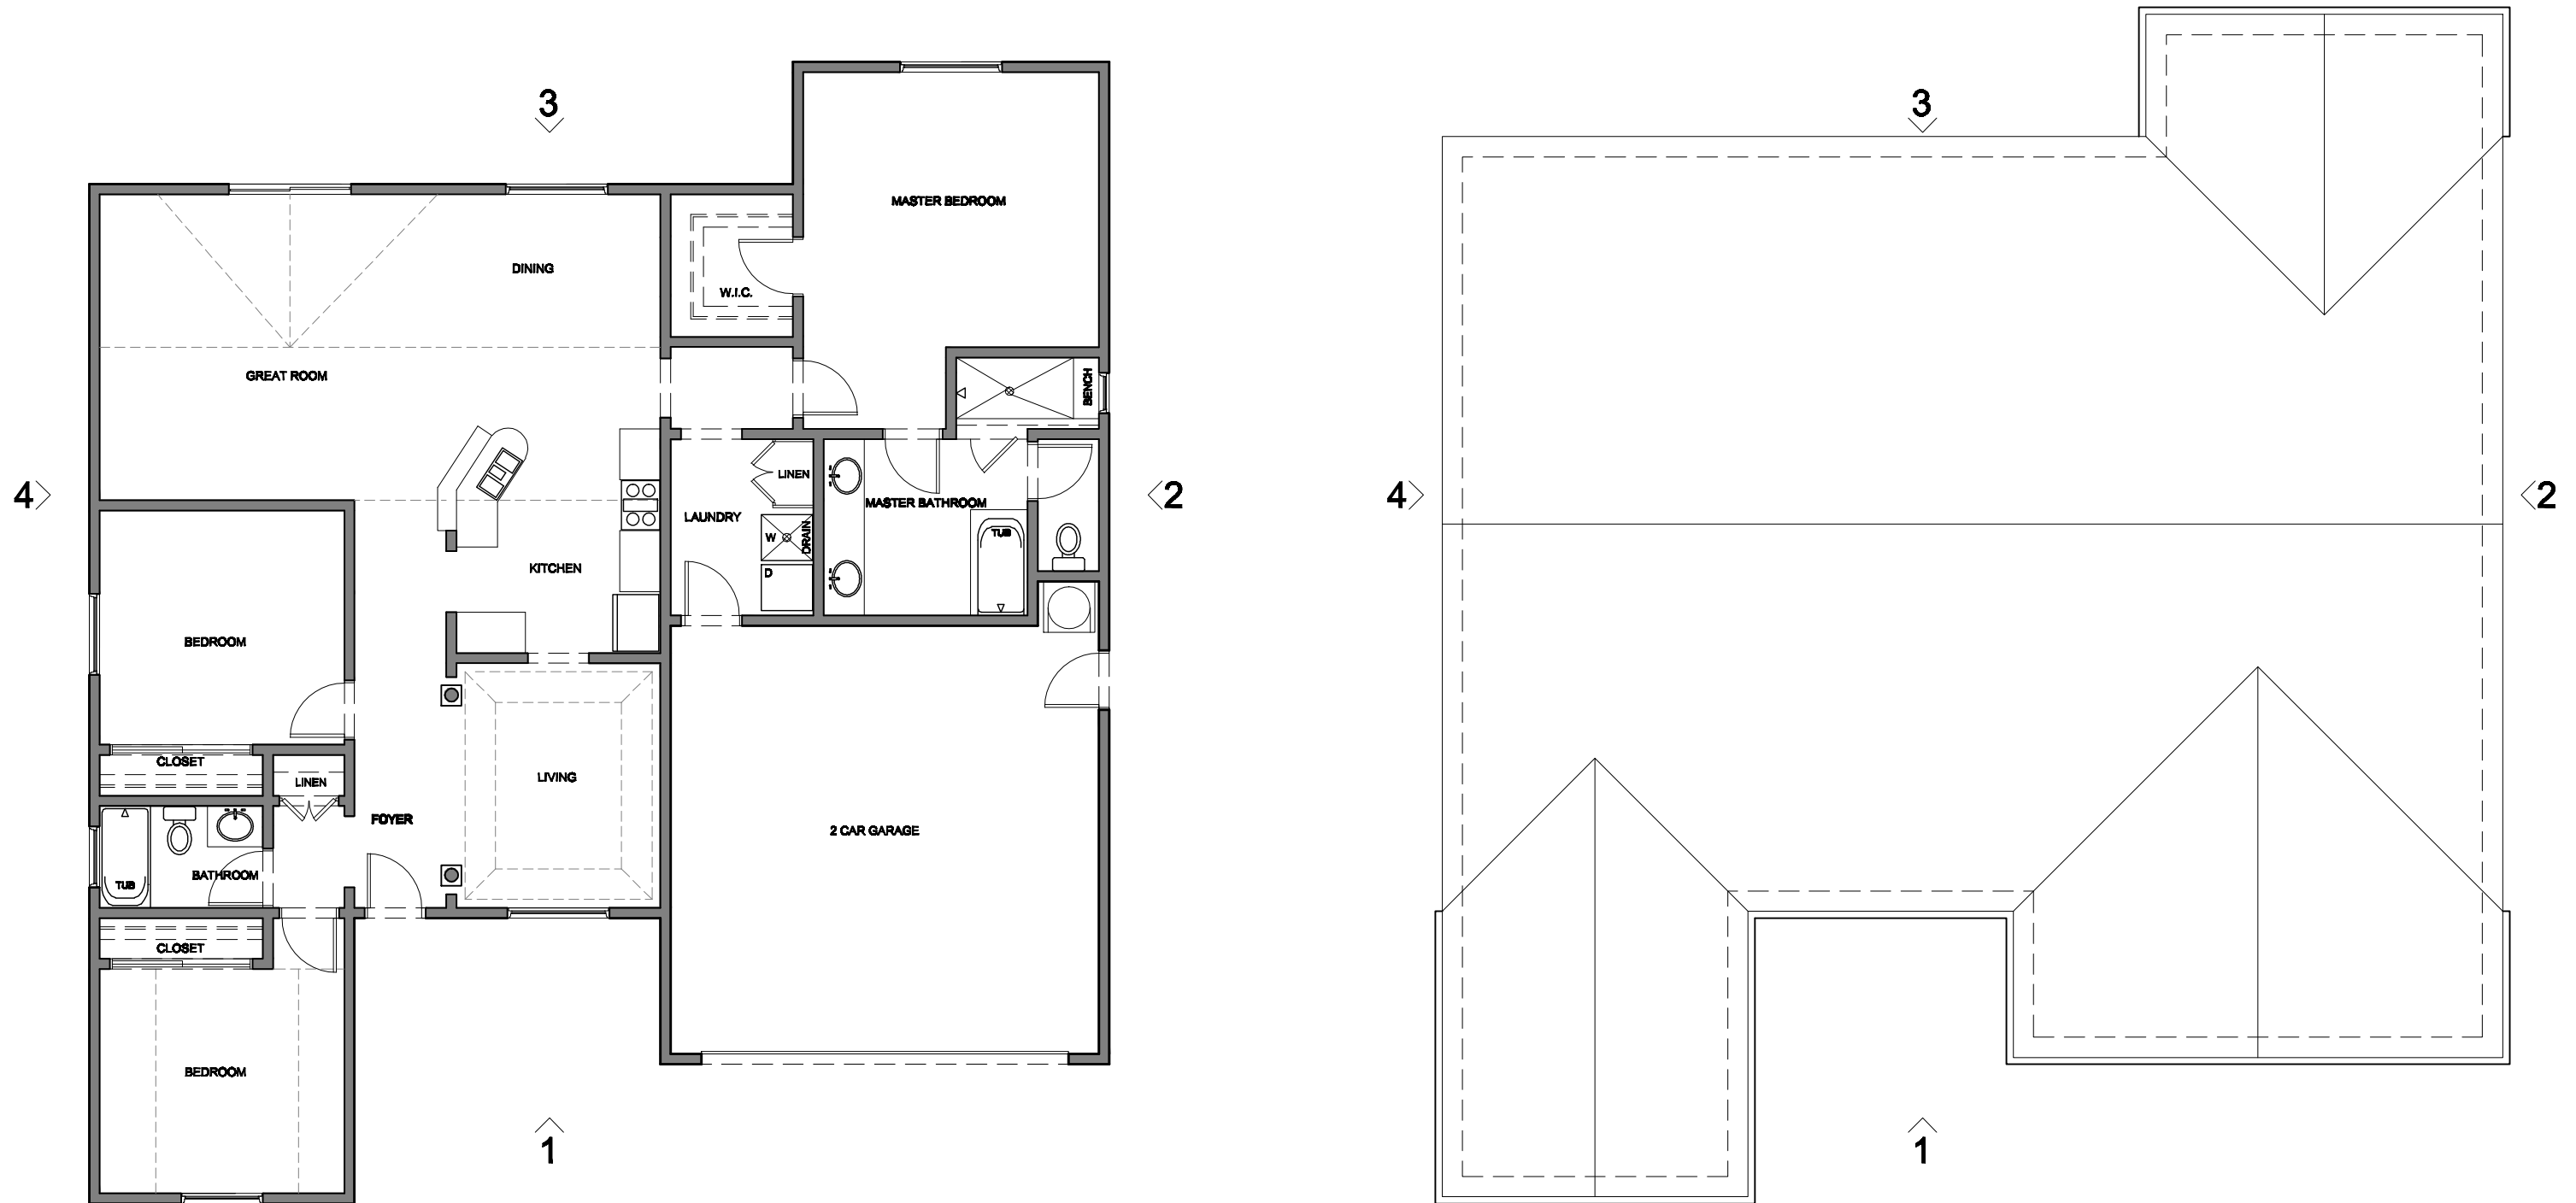 3
MASTER BEDROOM
DINING
W.I.C.
GREAT ROOM
BENCH
4
2
LINEN
MASTER BATHROOM
LAUNDRY
W
DRAIN
TUB
D
KITCHEN
BEDROOM
CLOSET
LINEN
LIVING
FOYER
2 CAR GARAGE
BATHROOM
TUB
CLOSET
BEDROOM
1
3
4
2
1